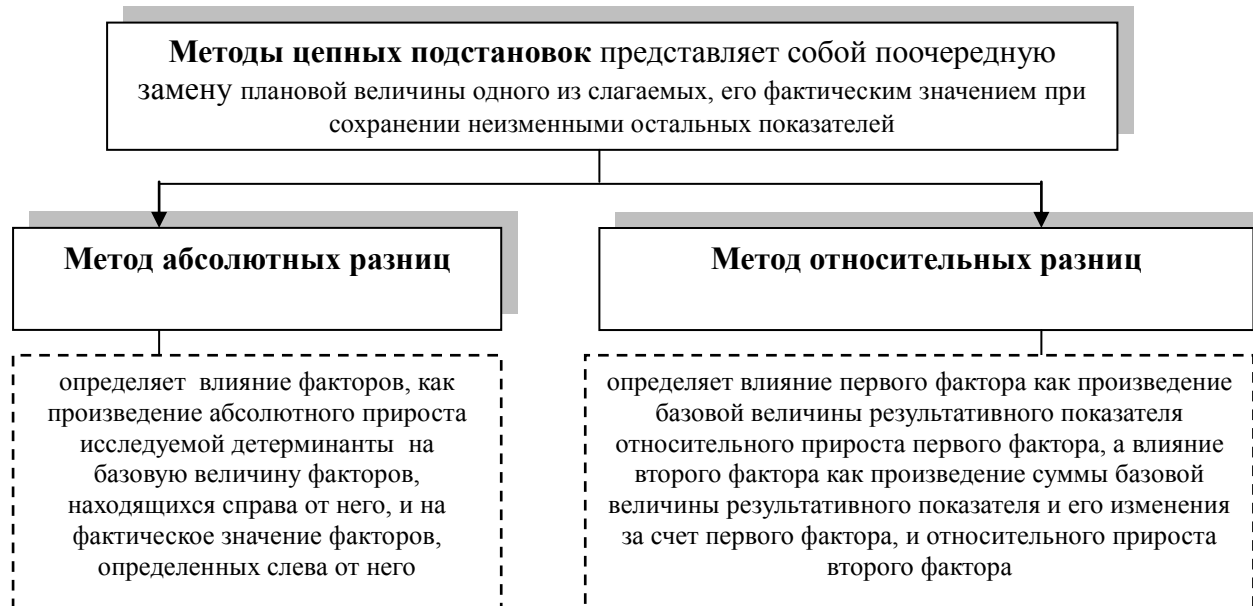 Методы цепных подстановок представляет собой поочередную
замену плановой величины одного из слагаемых, его фактическим значением при
сохранении неизменными остальных показателей
Метод абсолютных разниц
Метод относительных разниц
определяет влияние факторов, как
произведение абсолютного прироста
исследуемой детерминанты на
базовую величину факторов,
находящихся справа от него, и на
фактическое значение факторов,
определенных слева от него
определяет влияние первого фактора как произведение
базовой величины результативного показателя
относительного прироста первого фактора, а влияние
второго фактора как произведение суммы базовой
величины результативного показателя и его изменения
за счет первого фактора, и относительного прироста
второго фактора